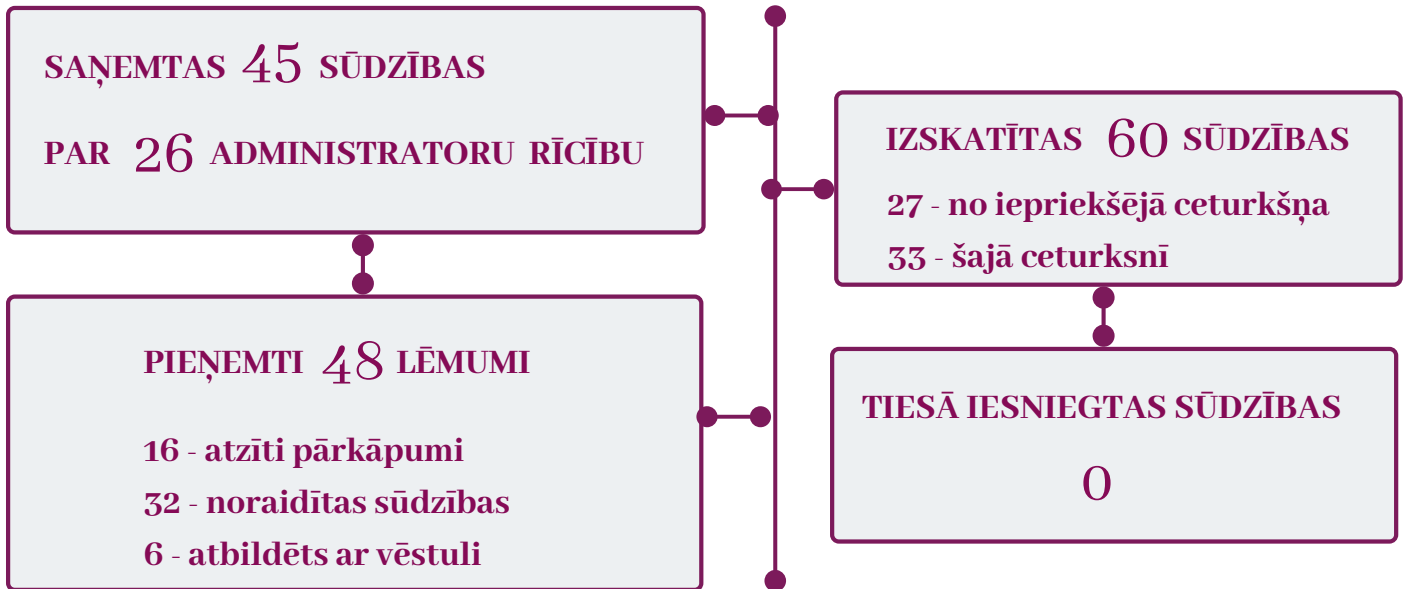 SAŅEMTAS 45 SŪDZĪBAS
PAR 26 ADMINISTRATORU RĪCĪBU
IZSKATĪTAS 60 SŪDZĪBAS
27 - no iepriekšējā ceturkšņa
33 - šajā ceturksnī
PIEŅEMTI 48 LĒMUMI
16 - atzīti pārkāpumi
32 - noraidītas sūdzības
6 - atbildēts ar vēstuli
TIESĀ IESNIEGTAS SŪDZĪBAS
0